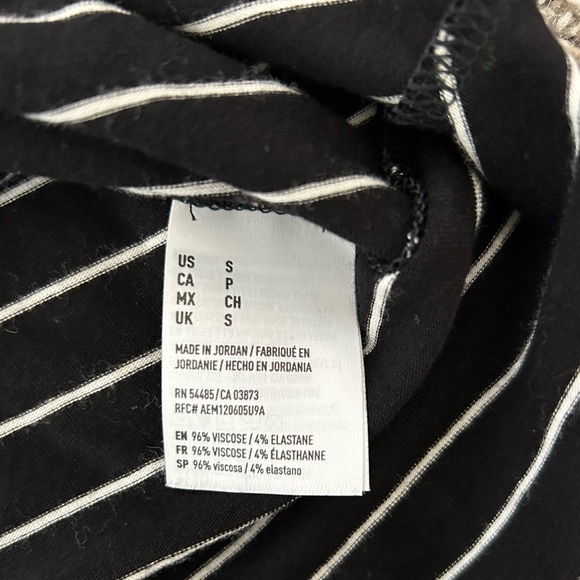 US S
CA P
MX CH
UK S
MADE IN JORDAN / FABRIQUÉ EN
JORDANIE / HECHO EN JORDANIA
RN 54485/CA 03873
RFC# AEM120605U9A
EN 96% VISCOSE / 4% ELASTANE
FR 96% VISCOSE / 4% ÉLASTHANNE
SP 96% viscosa / 4% elastano